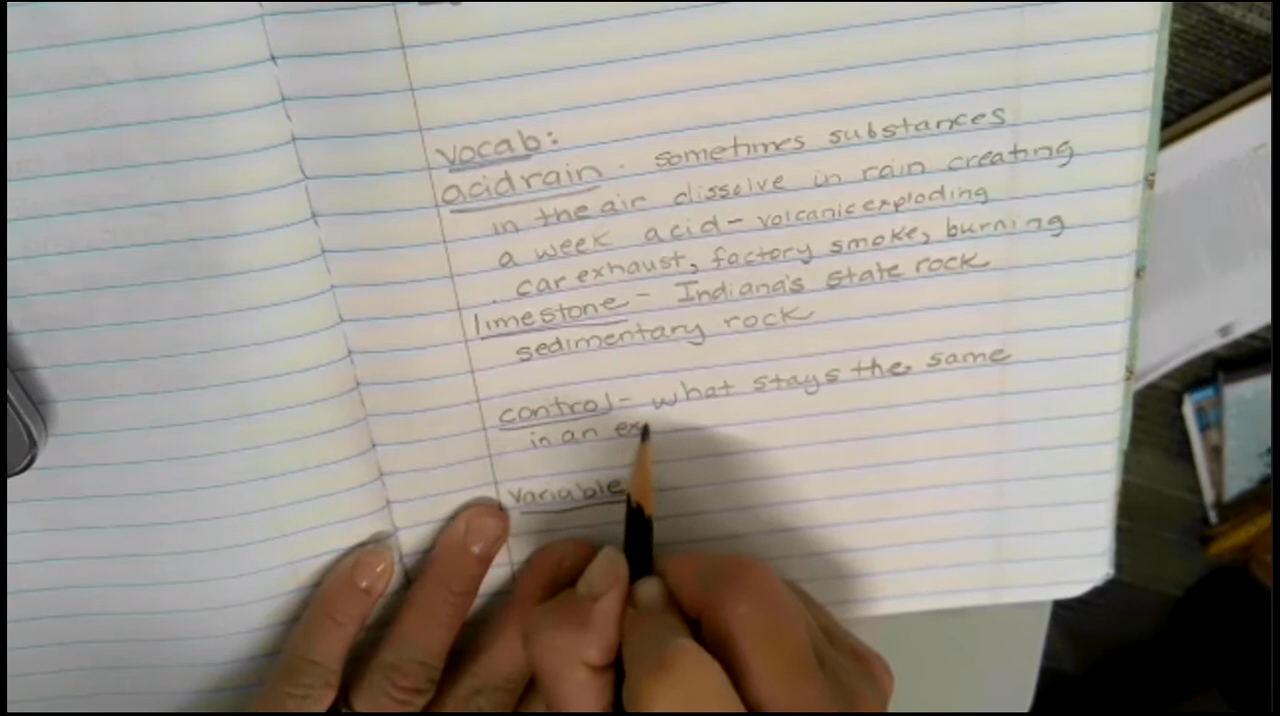 vocab:
acid rain - sometimes substances
in the air dissolve in rain creating
a week acid - volcanic exploding
car exhaust, factory smoke, burning
limestone - Indiana's state rock
sedimentary rock
control - what stays the same
in an ex
variable